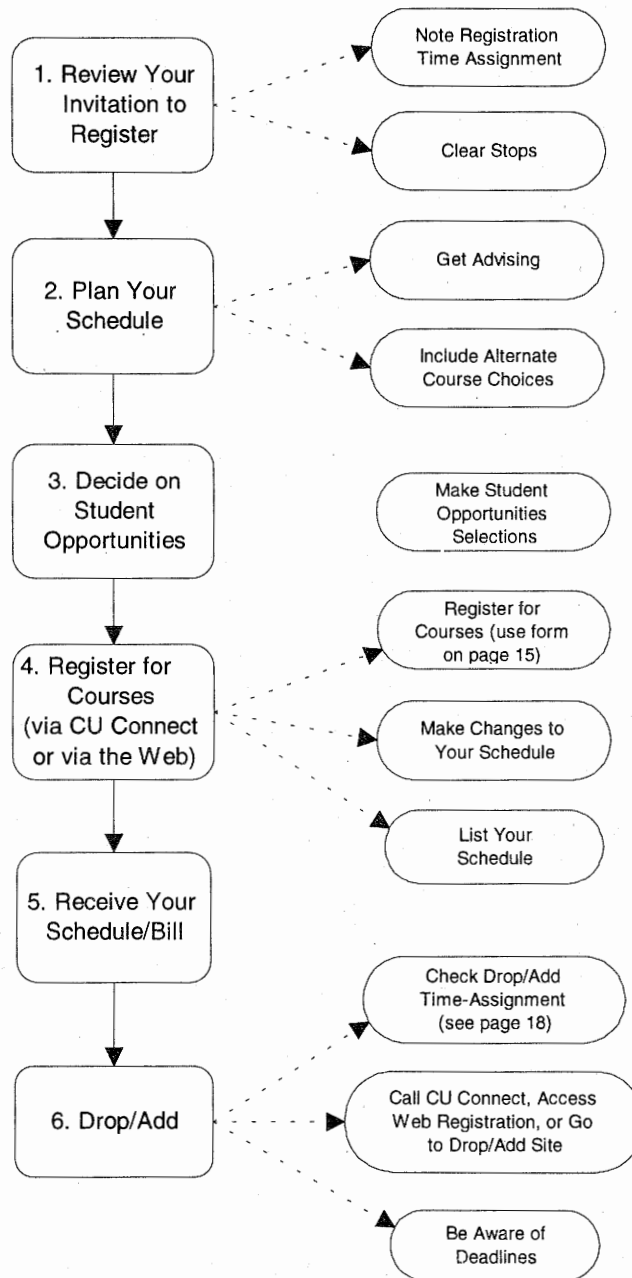 1. Review Your
Invitation to
Register
Note Registration
Time Assignment
Clear Stops
2. Plan Your
Schedule
Get Advising
Include Alternate
Course Choices
3. Decide on
Student
Opportunities
Make Student
Opportunities
Selections
4. Register for
Courses
(via CU Connect
or via the Web)
Register for
Courses (use form
on page 15)
Make Changes to
Your Schedule
List Your
Schedule
5. Receive Your
Schedule/Bill
6. Drop/Add
Check Drop/Add
Time-Assignment
(see page 18)
Call CU Connect, Access
Web Registration, or Go
to Drop/Add Site
Be Aware of
Deadlines